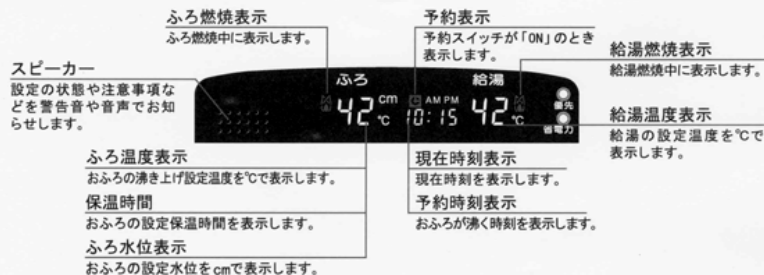 ふろ燃焼表示
ふろ燃焼中に表示します。
予約表示
予約スイッチが「ON」のとき
表示します。
給湯燃焼表示
給湯燃焼中に表示します。
スピーカー
設定の状態や注意事項な
どを警告音や音声でお知
らせします。
ふろ
給湯
42 cm
℃
AM PM
10:15
42 ℃
優先
省電力
給湯温度表示
給湯の設定温度を℃で
表示します。
ふろ温度表示
おふろの沸き上げ設定温度を℃で表示します。
現在時刻表示
現在時刻を表示します。
保温時間
おふろの設定保温時間を表示します。
予約時刻表示
おふろが沸く時刻を表示します。
ふろ水位表示
おふろの設定水位をcmで表示します。